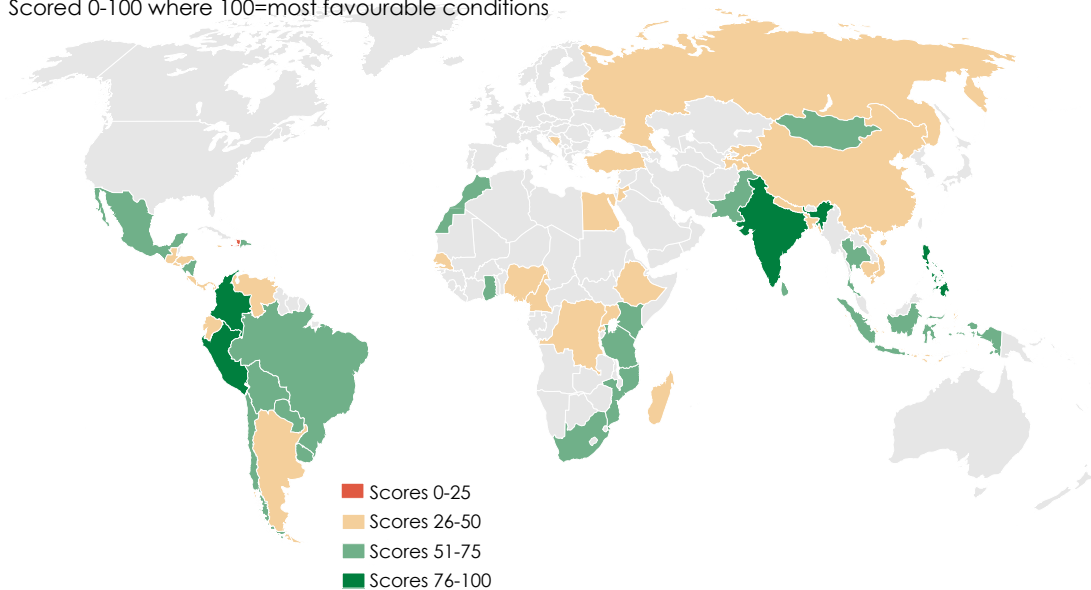 Scored 0-100 where 100=most favourable conditions
Scores 0-25
Scores 26-50
Scores 51-75
Scores 76-100